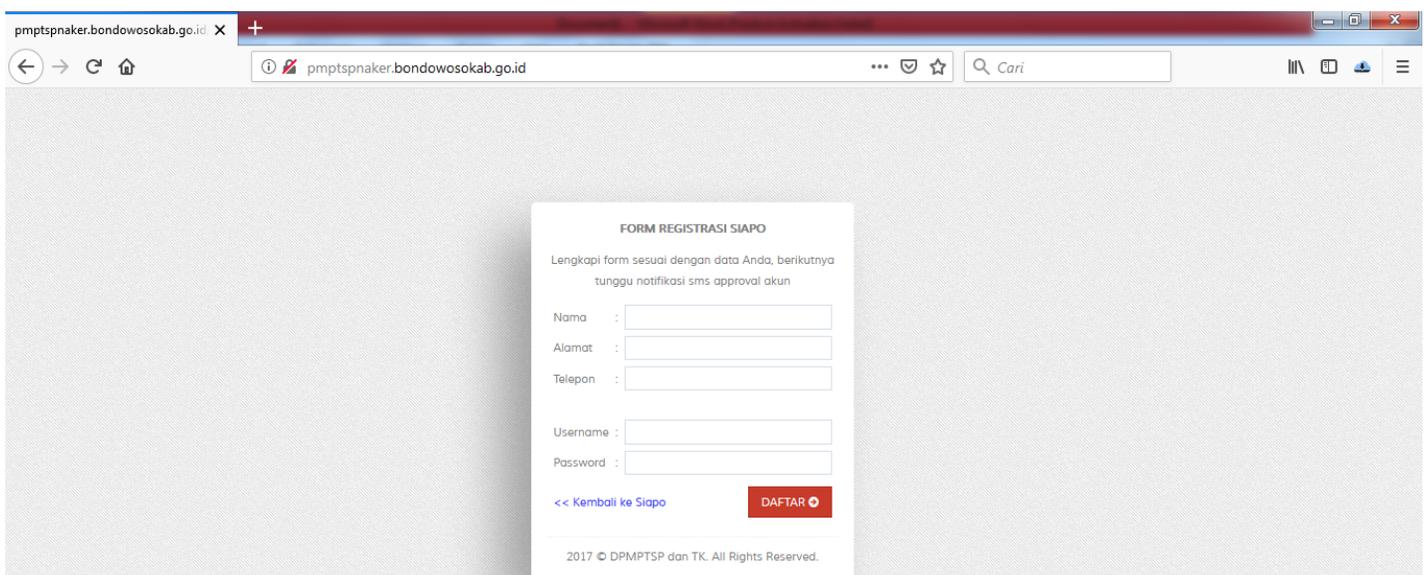 pmptspnaker.bondowosokab.go.id
pmptspnaker.bondowosokab.go.id
Cari
FORM REGISTRASI SIAPO
Lengkapi form sesuai dengan data Anda, berikutnya
tunggu notifikasi sms approval akun
Nama :
Alamat :
Telepon :
Username :
Password :
<< Kembali ke Siapo DAFTAR
2017 © DPMPTSP dan TK. All Rights Reserved.